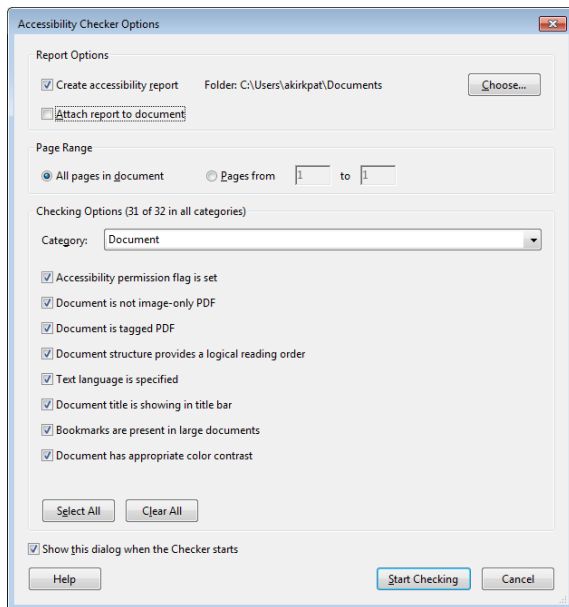 Accessibility Checker Options
Report Options
Create accessibility report Folder: C:\Users\akirkpat\Documents Choose...
Attach report to document
Page Range
All pages in document Pages from 1 to 1
Checking Options (31 of 32 in all categories)
Category: Document
Accessibility permission flag is set
Document is not image-only PDF
Document is tagged PDF
Document structure provides a logical reading order
Text language is specified
Document title is showing in title bar
Bookmarks are present in large documents
Document has appropriate color contrast
Select All Clear All
Show this dialog when the Checker starts
Help Start Checking Cancel